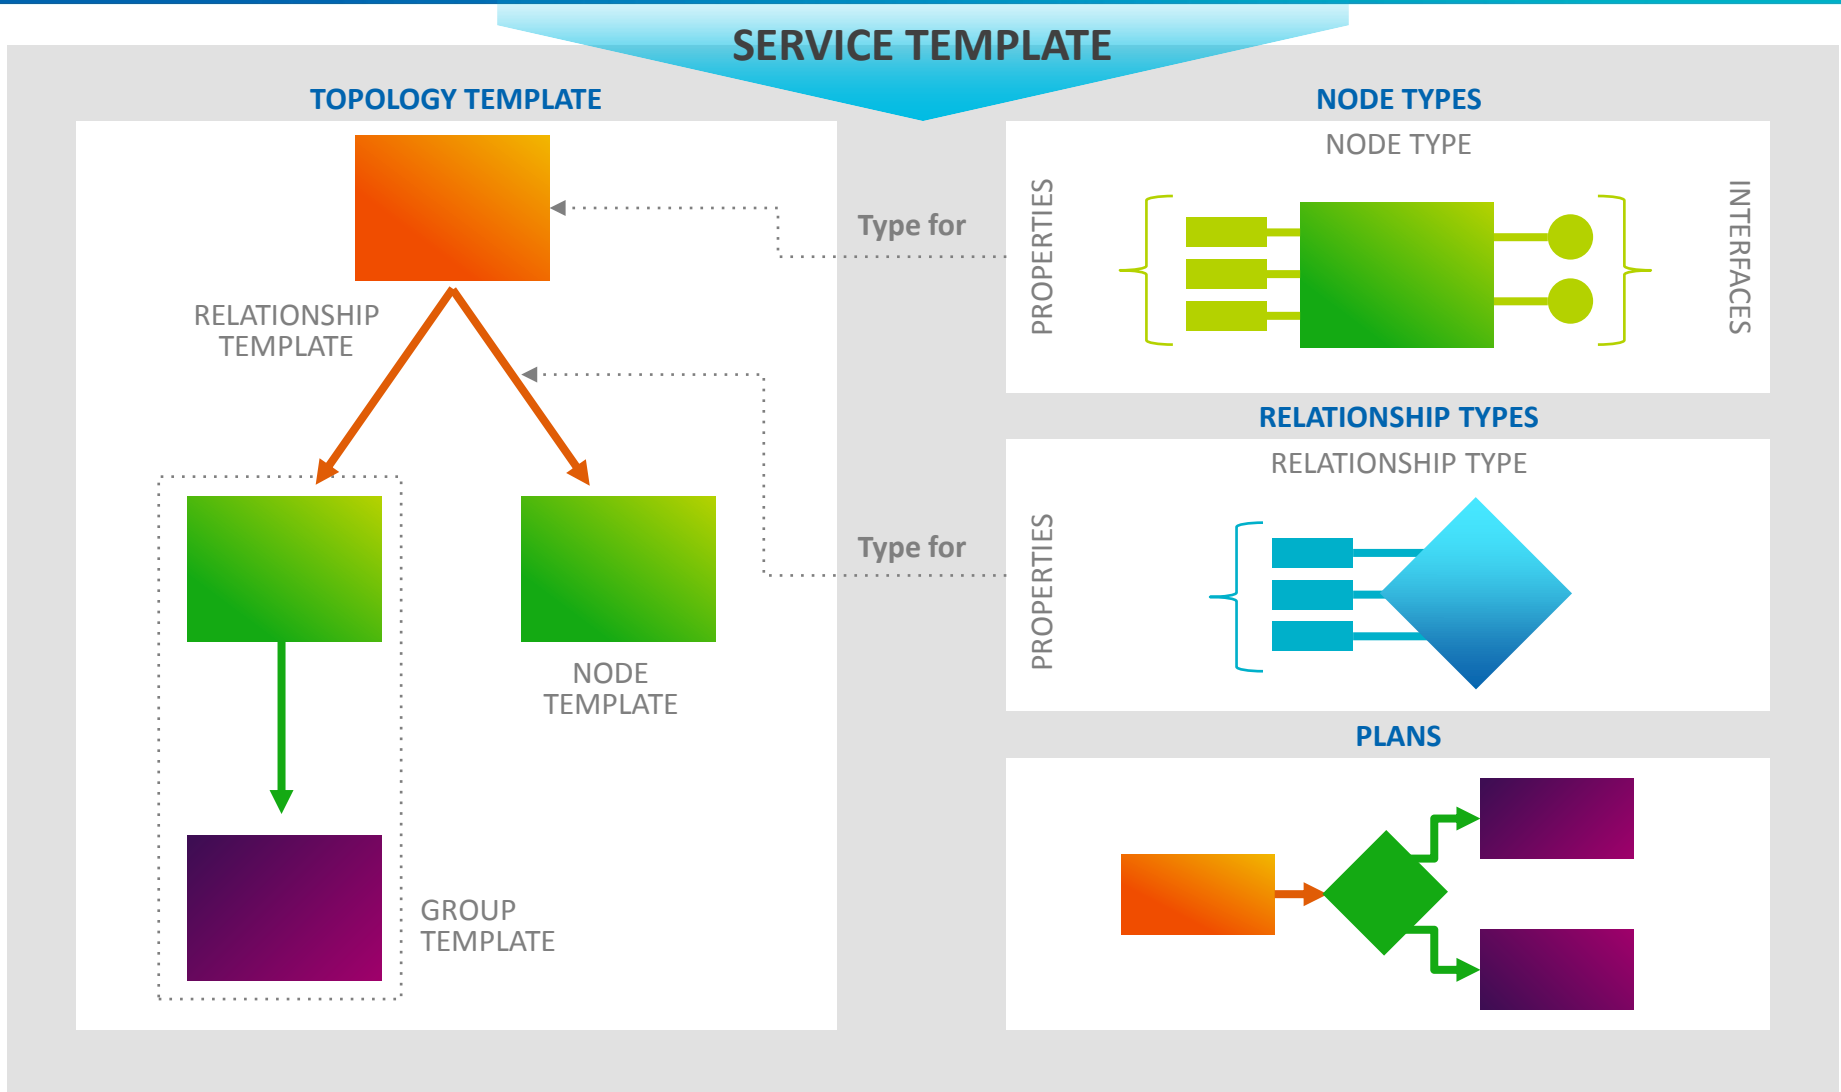 SERVICE TEMPLATE
TOPOLOGY TEMPLATE
RELATIONSHIP
TEMPLATE
NODE
TEMPLATE
GROUP
TEMPLATE
Type for
Type for
NODE TYPES
NODE TYPE
PROPERTIES
INTERFACES
RELATIONSHIP TYPES
RELATIONSHIP TYPE
PROPERTIES
PLANS